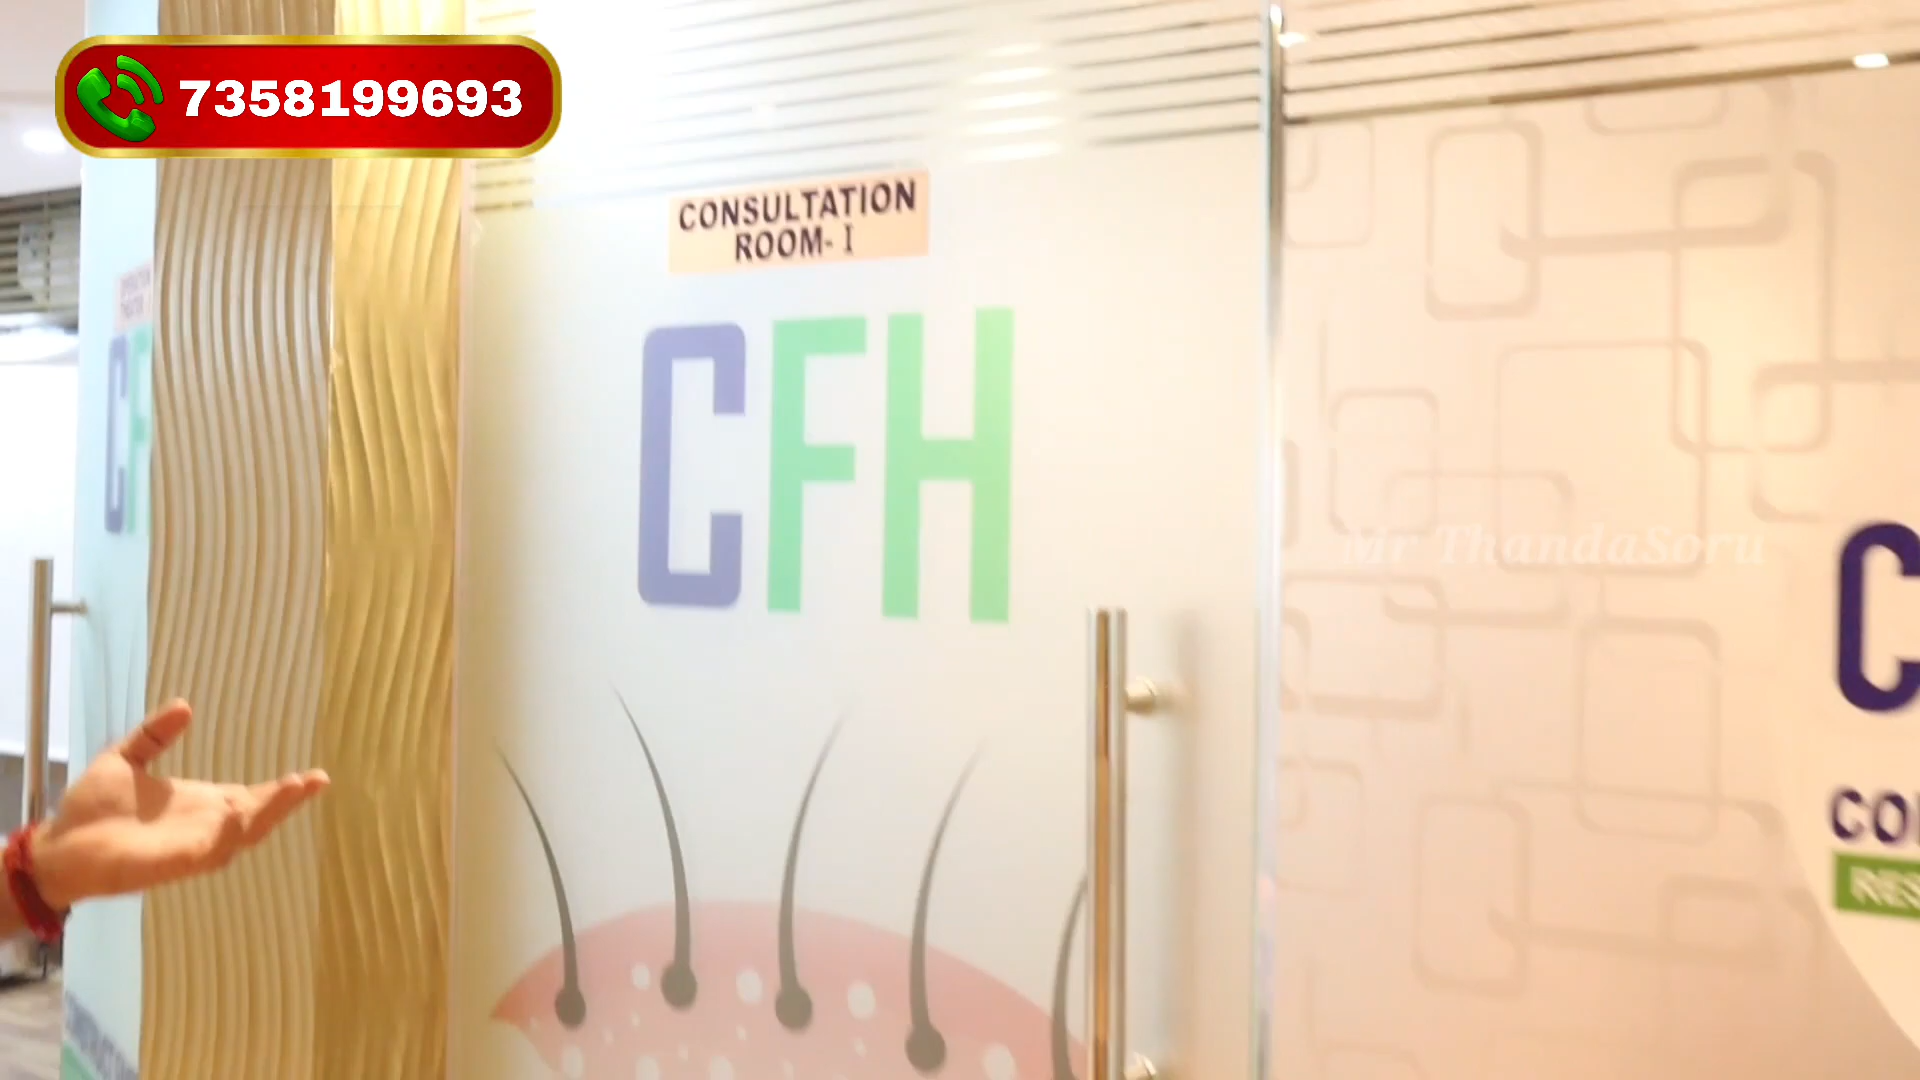 7358199693
CONSULTATION
ROOM- I
CFH
Mr ThandaSoru